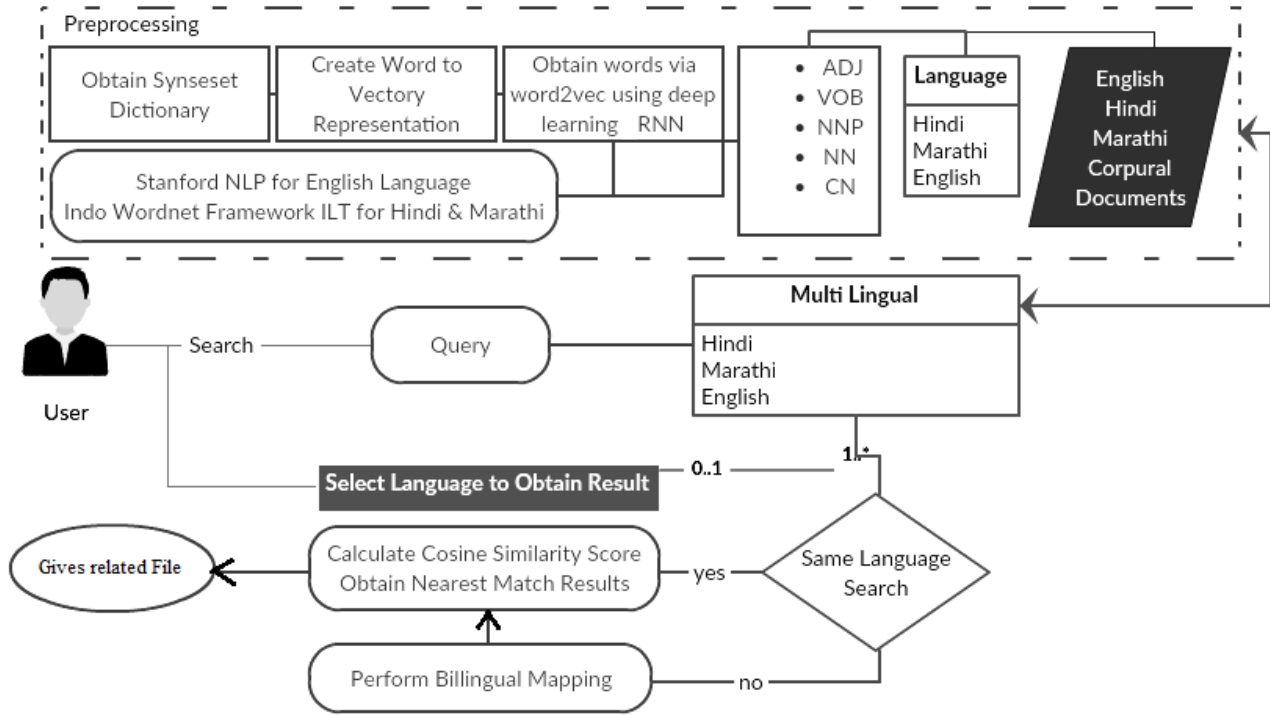 Preprocessing
Obtain Synseset
Dictionary
Create Word to
Vectory
Representation
Obtain words via
word2vec using deep
learning RNN
• ADJ
• VOB
• NNP
• NN
• CN
Language
Hindi
Marathi
English
English
Hindi
Marathi
Corpural
Documents
Stanford NLP for English Language
Indo Wordnet Framework ILT for Hindi & Marathi
User
Search
Query
Multi Lingual
Hindi
Marathi
English
Select Language to Obtain Result
0..1
1..*
Same Language
Search
yes
no
Calculate Cosine Similarity Score
Obtain Nearest Match Results
Gives related File
Perform Billingual Mapping